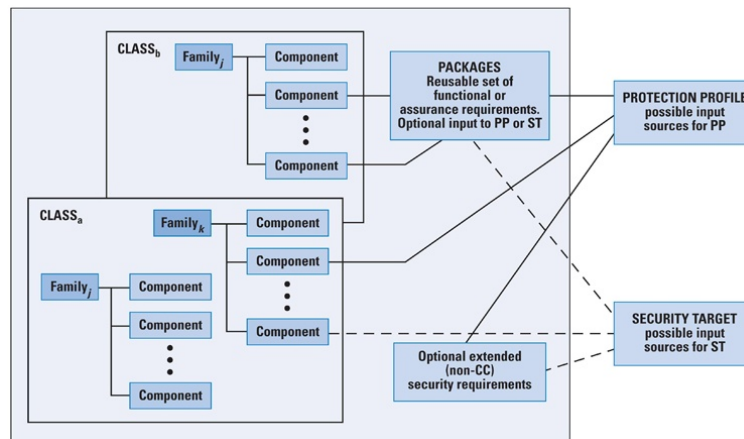 CLASSb
Familyj
Component
Component
Component
PACKAGES
Reusable set of
functional or
assurance requirements.
Optional input to PP or ST
PROTECTION PROFILE
possible input
sources for PP
CLASSa
Familyk
Component
Component
Component
Familyj
Component
Component
Component
Optional extended
(non-CC)
security requirements
SECURITY TARGET
possible input
sources for ST